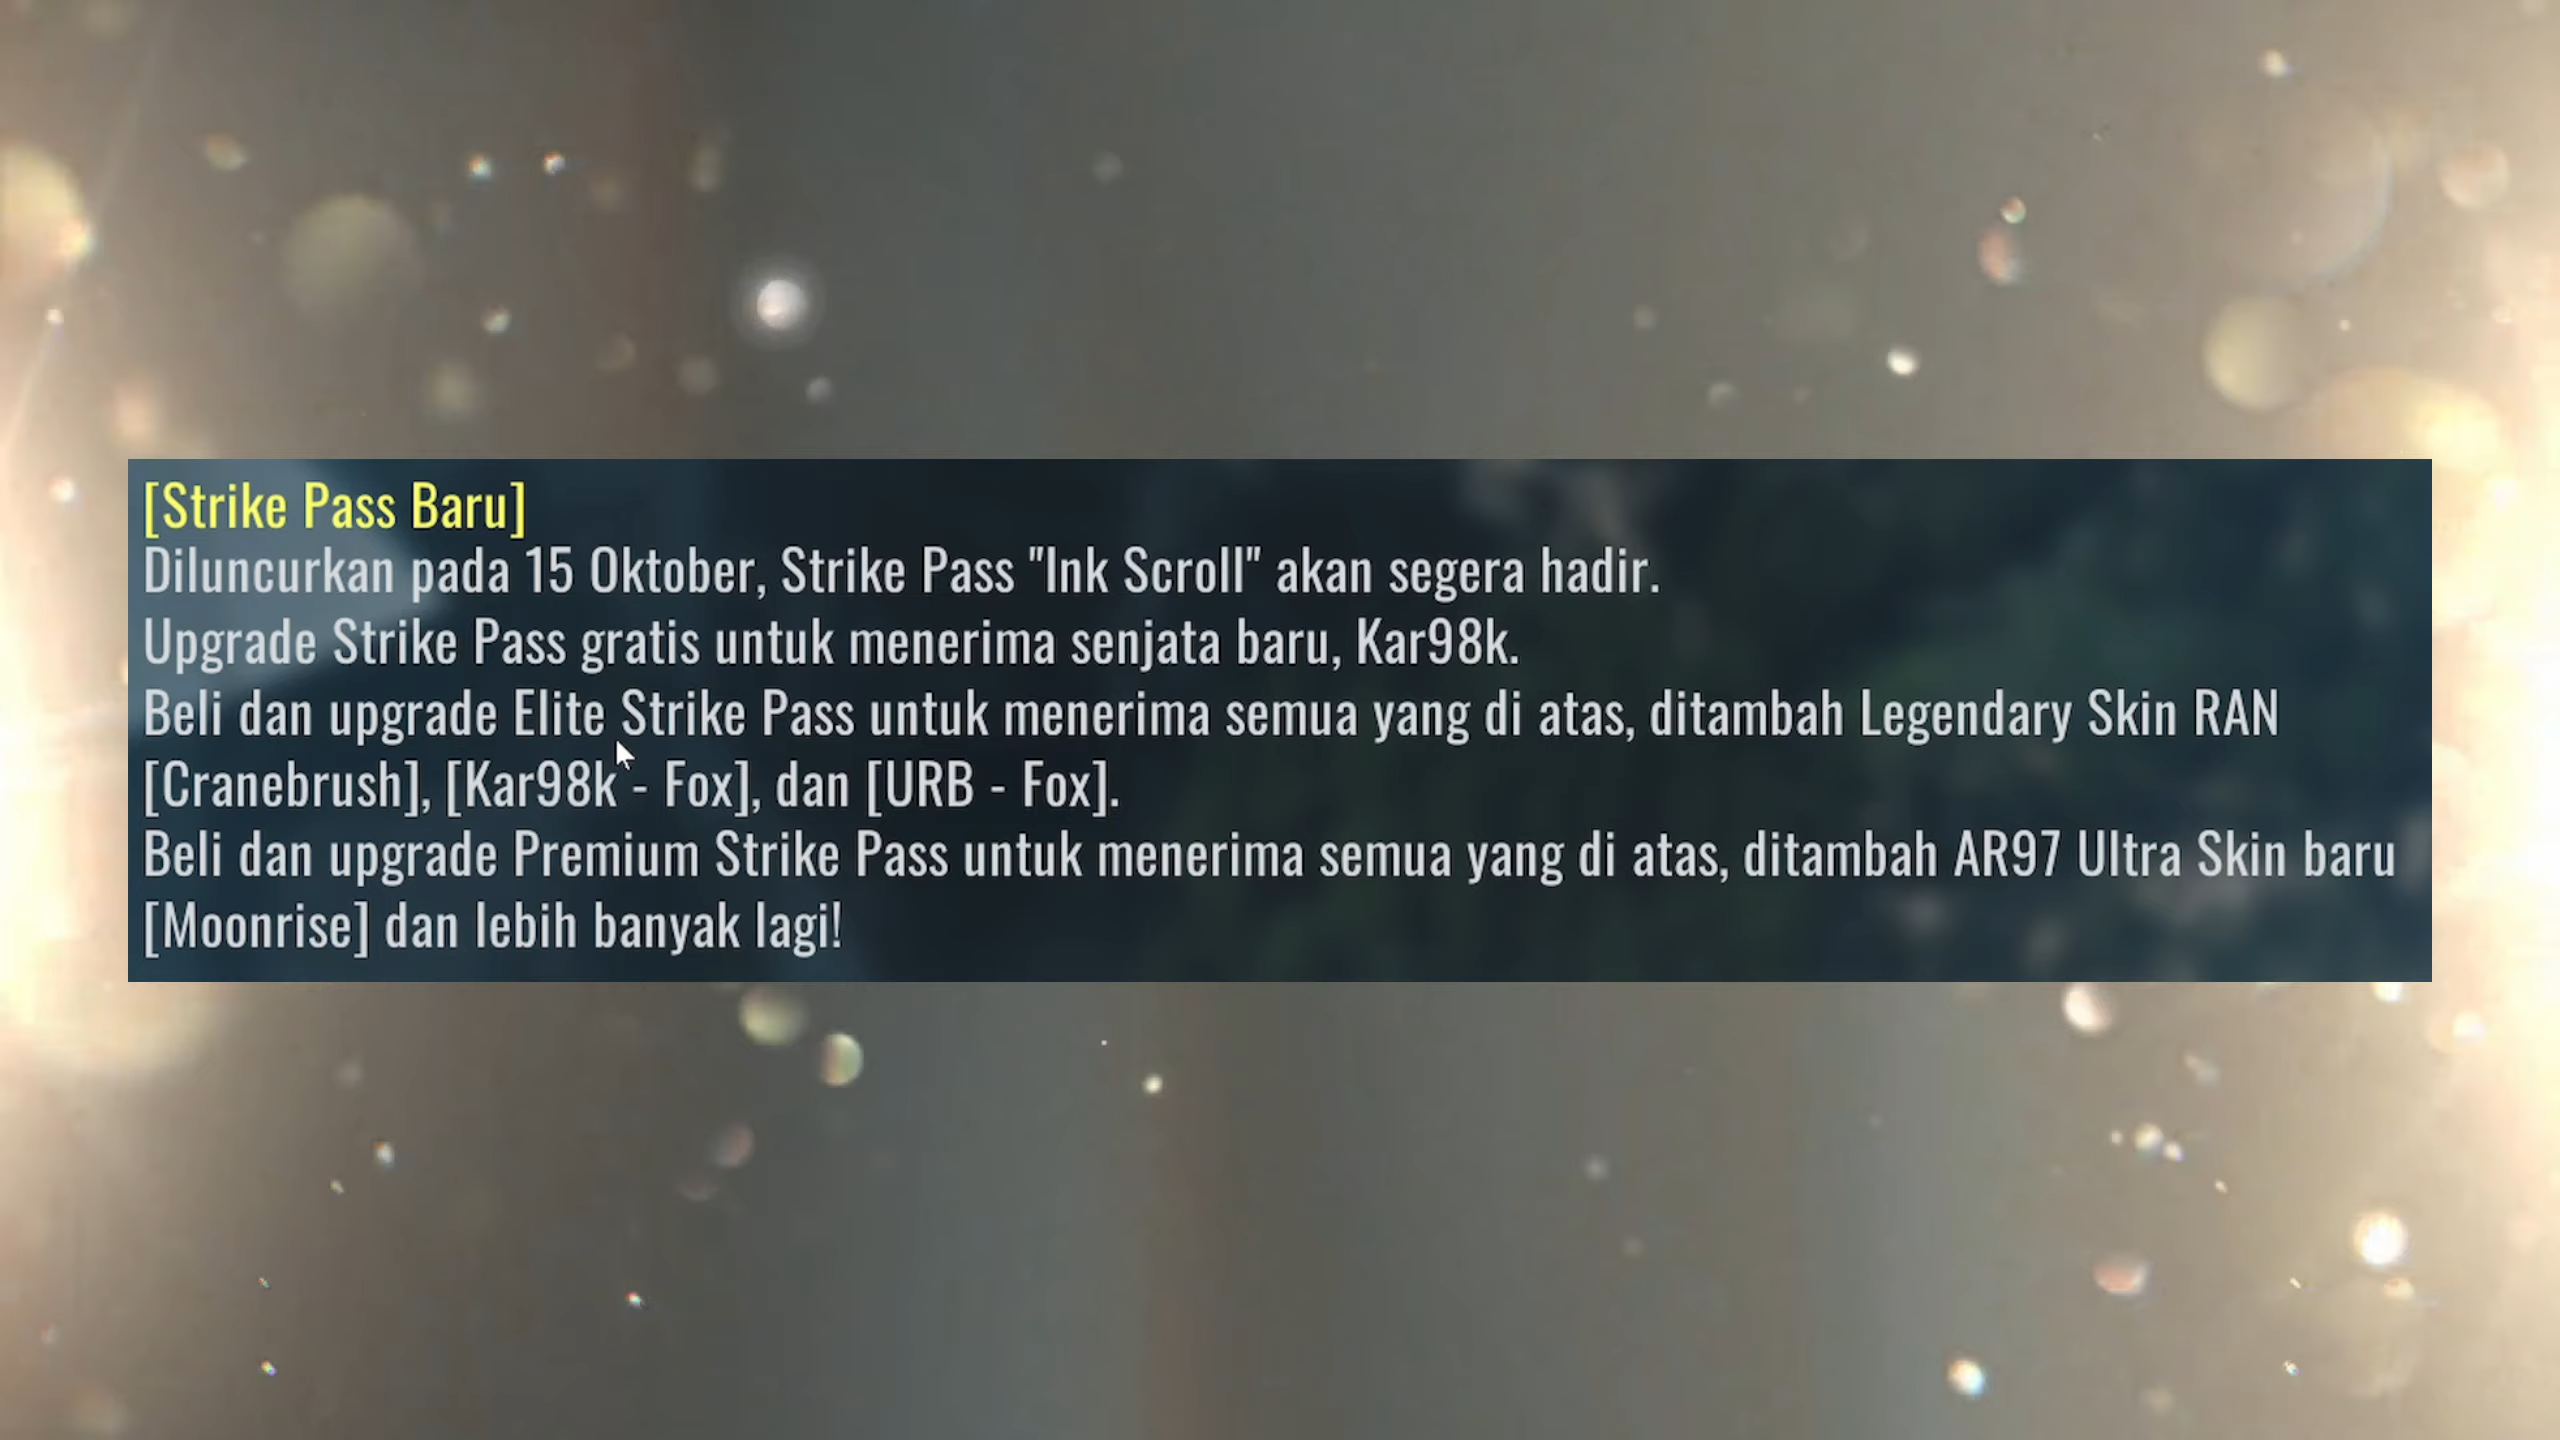 [Strike Pass Baru]
Diluncurkan pada 15 Oktober, Strike Pass "Ink Scroll" akan segera hadir.
Upgrade Strike Pass gratis untuk menerima senjata baru, Kar98k.
Beli dan upgrade Elite Strike Pass untuk menerima semua yang di atas, ditambah Legendary Skin RAN
[Cranebrush], [Kar98k - Fox], dan [URB - Fox].
Beli dan upgrade Premium Strike Pass untuk menerima semua yang di atas, ditambah AR97 Ultra Skin baru
[Moonrise] dan lebih banyak lagi!